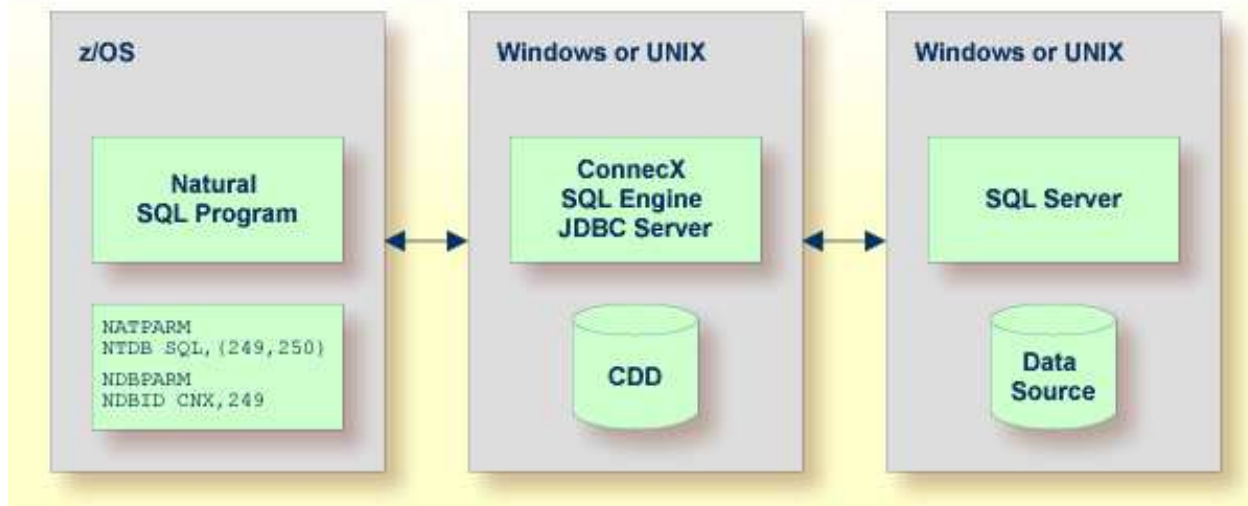 z/OS
Natural
SQL Program
NATPARM
NTDB SQL,(249,250)
NDBPARM
NDBID CNX,249
Windows or UNIX
ConnecX
SQL Engine
JDBC Server
CDD
Windows or UNIX
SQL Server
Data
Source